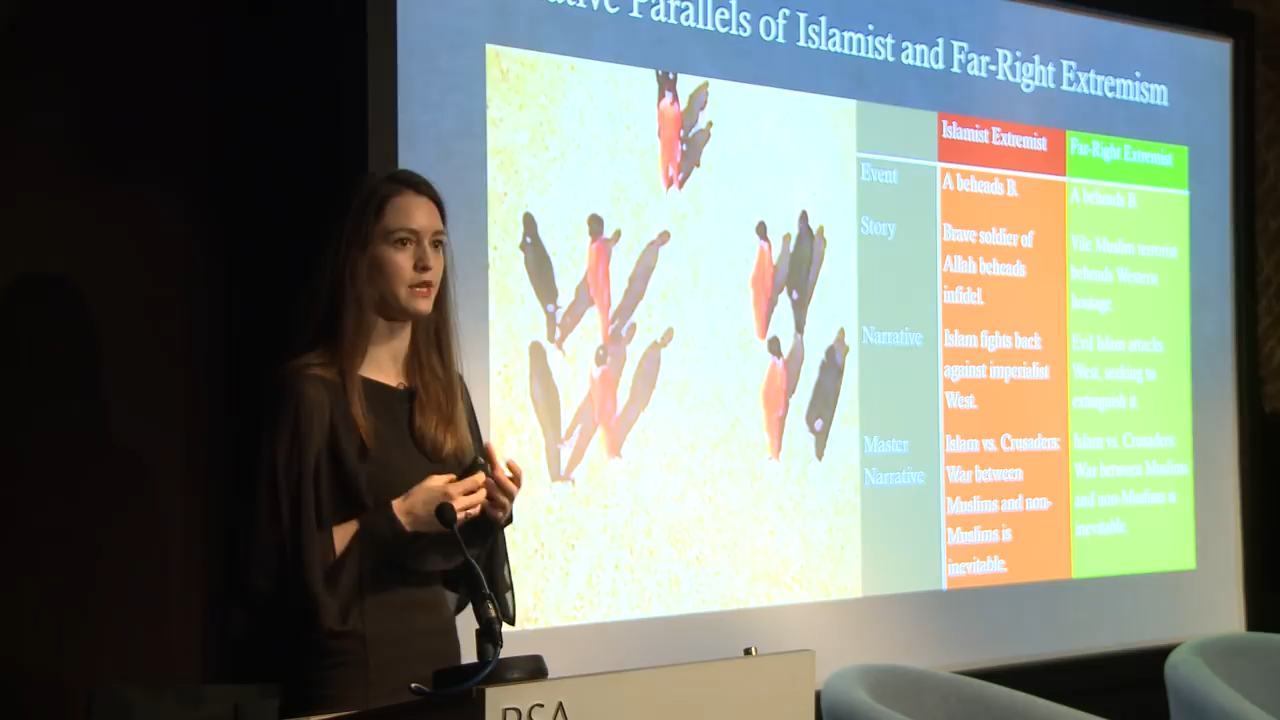 ative Parallels of Islamist and Far-Right Extremism
Islamist Extremist
Far-Right Extremist
Event
A beheads B.
A beheads B.
Story
Brave soldier of
Allah beheads
infidel.
Vile Muslim terrorist
beheads Western
hostage.
Narrative
Islam fights back
against imperialist
West.
Evil Islam attacks
West, seeking to
extinguish it.
Master
Narrative
Islam vs. Crusaders:
War between
Muslims and non-
Muslims is
inevitable.
Islam vs. Crusaders:
War between Muslims
and non-Muslims is
inevitable.
RSA